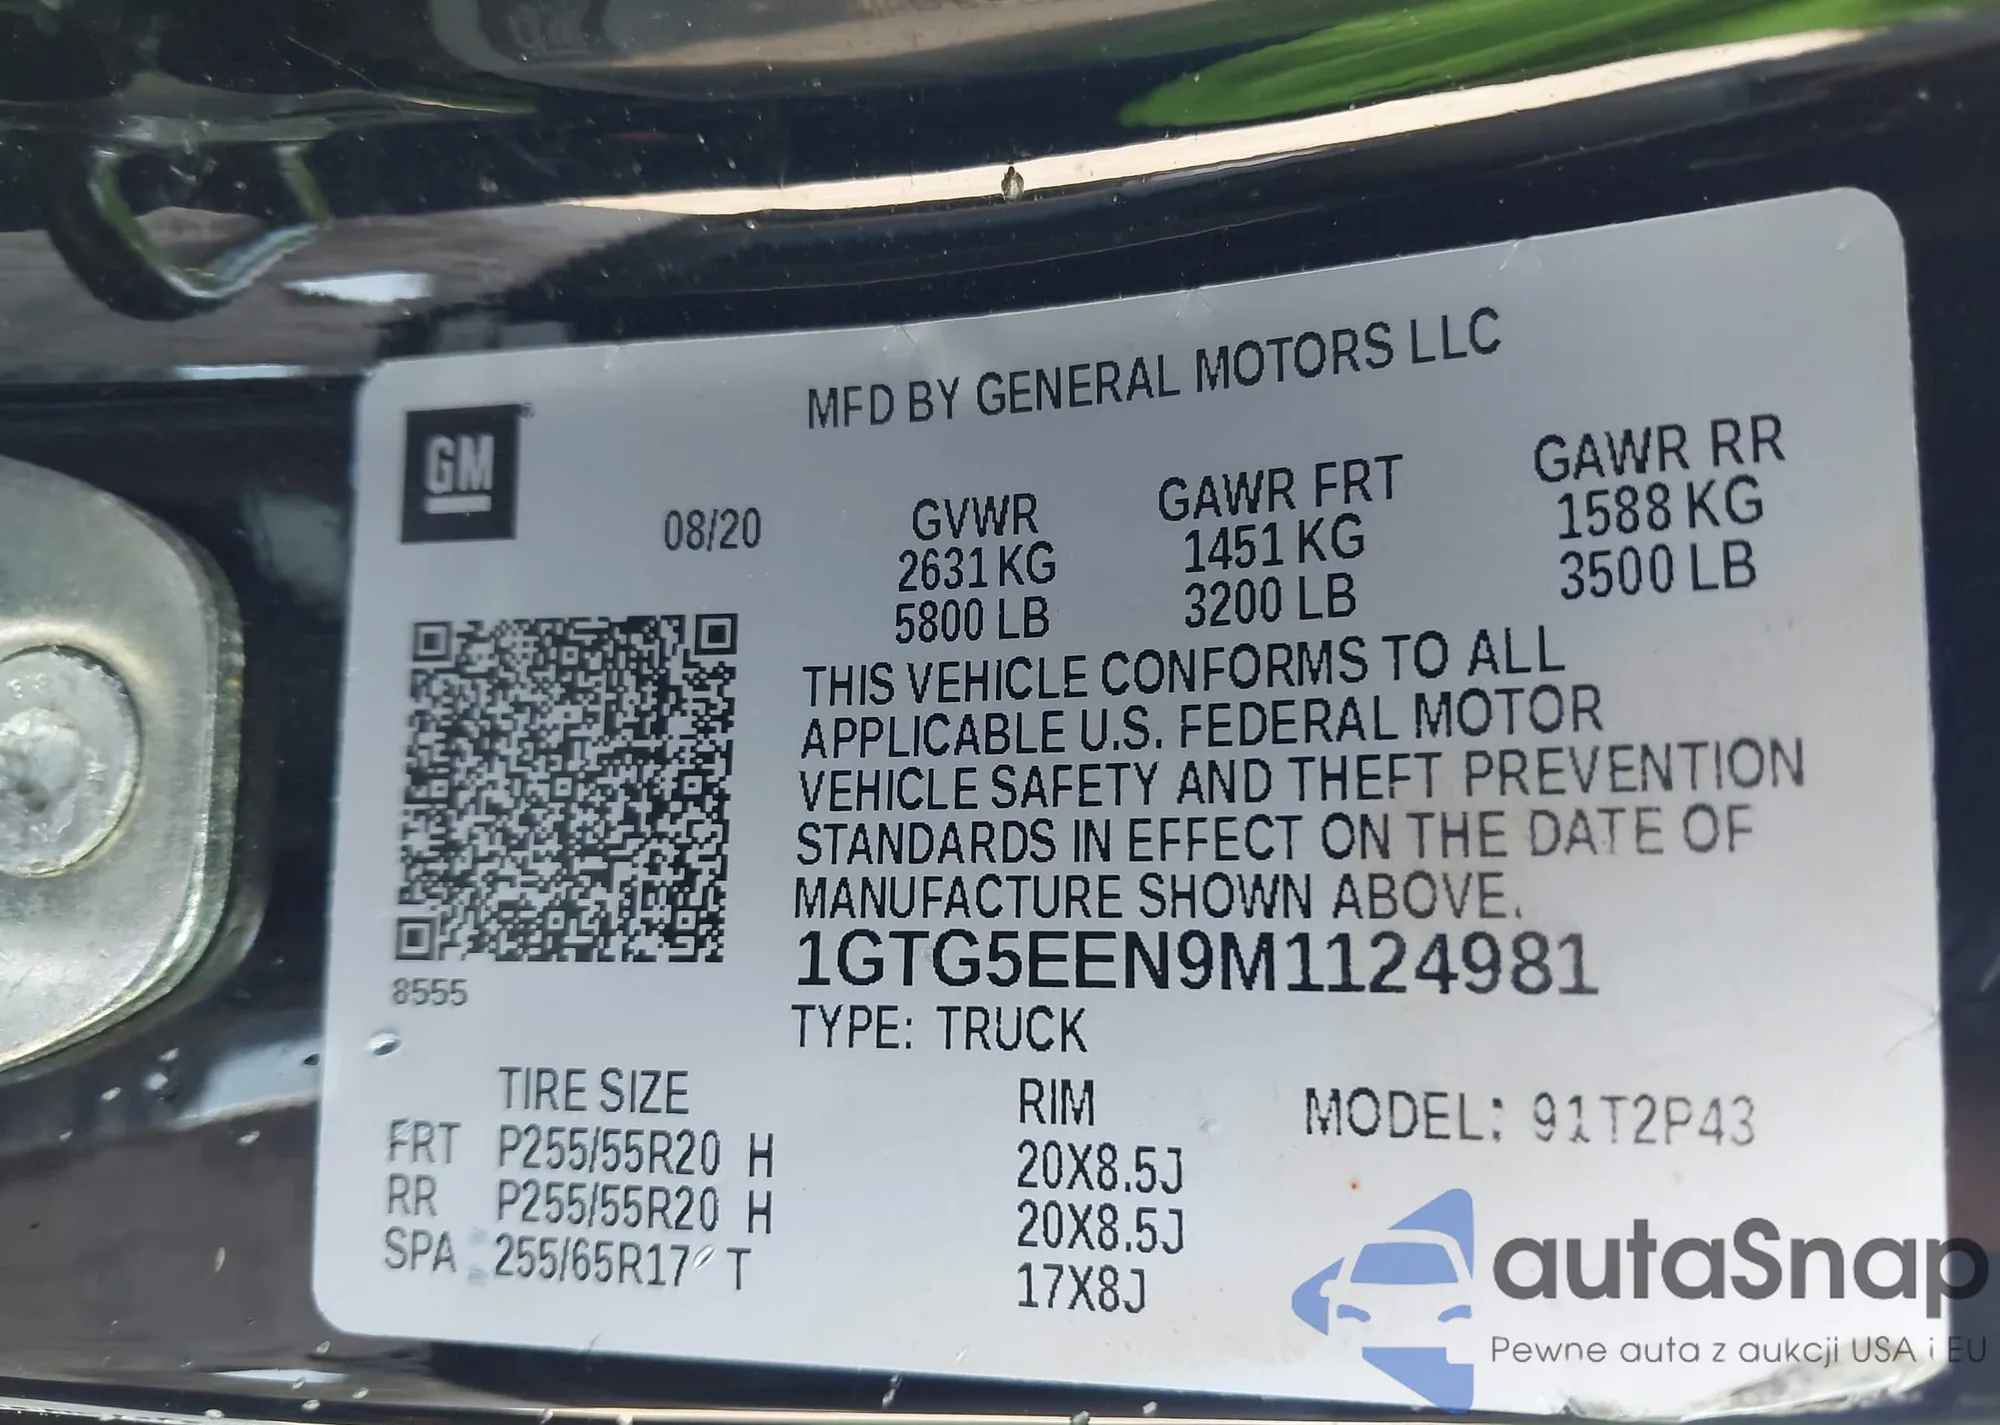 MFD BY GENERAL MOTORS LLC
GM
08/20
GVWR GAWR FRT GAWR RR
2631 KG 1451 KG 1588 KG
5800 LB 3200 LB 3500 LB
THIS VEHICLE CONFORMS TO ALL
APPLICABLE U.S. FEDERAL MOTOR
VEHICLE SAFETY AND THEFT PREVENTION
STANDARDS IN EFFECT ON THE DATE OF
MANUFACTURE SHOWN ABOVE.
1GTG5EEN9M1124981
8555
TYPE: TRUCK
TIRE SIZE RIM MODEL: 91T2P43
FRT P255/55R20 H 20X8.5J
RR P255/55R20 H 20X8.5J
SPA 255/65R17 T 17X8J
autaSnap
Pewne auta z aukcji USA i EU